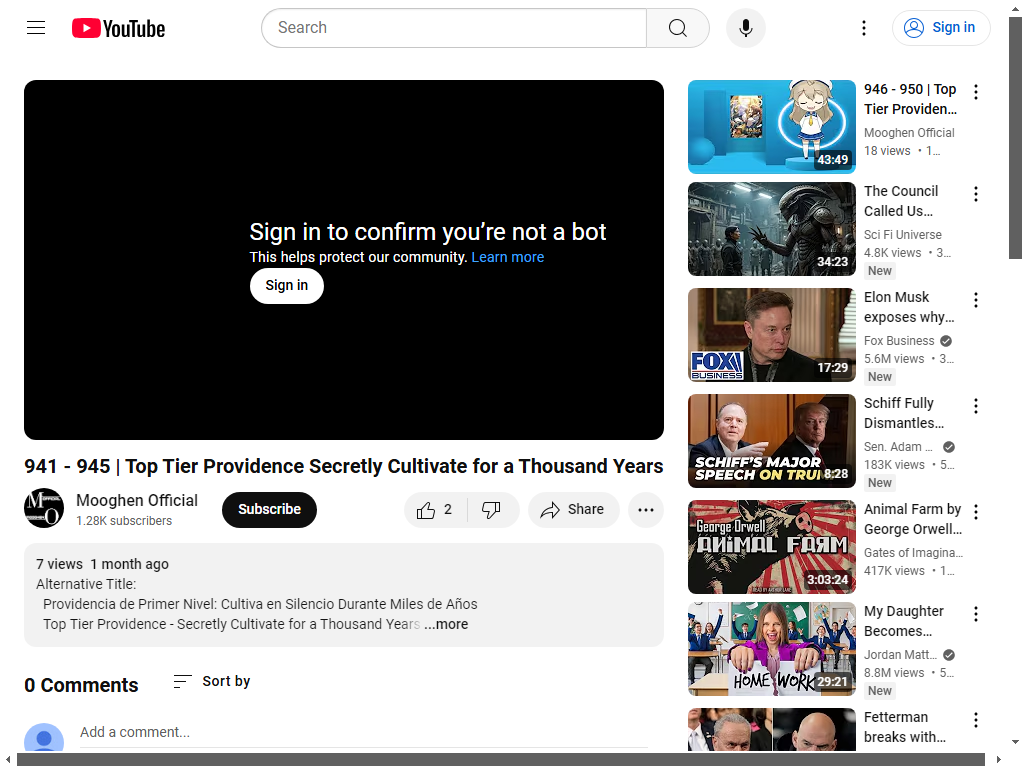 YouTube
Search
Sign in
Sign in to confirm you’re not a bot
This helps protect our community. Learn more
Sign in
941 - 945 | Top Tier Providence Secretly Cultivate for a Thousand Years
Mooghen Official
1.28K subscribers
Subscribe
2
Share
7 views 1 month ago
Alternative Title:
Providencia de Primer Nivel: Cultiva en Silencio Durante Miles de Años
Top Tier Providence - Secretly Cultivate for a Thousand Years ...more
0 Comments
Sort by
Add a comment...
43:49
946 - 950 | Top
Tier Providen...
Mooghen Official
18 views • 1...
34:23
The Council
Called Us...
Sci Fi Universe
4.8K views • 3...
New
FOX
BUSINESS
17:29
Elon Musk
exposes why...
Fox Business
5.6M views • 3...
New
SCHIFF'S MAJOR
SPEECH ON TRU
8:28
Schiff Fully
Dismantles...
Sen. Adam ...
183K views • 5...
New
George Orwell
ANIMAL FARM
3:03:24
Animal Farm by
George Orwell...
Gates of Imagina...
417K views • 1...
HOME WORK
29:21
My Daughter
Becomes...
Jordan Matt...
8.8M views • 5...
New
Fetterman
breaks with...